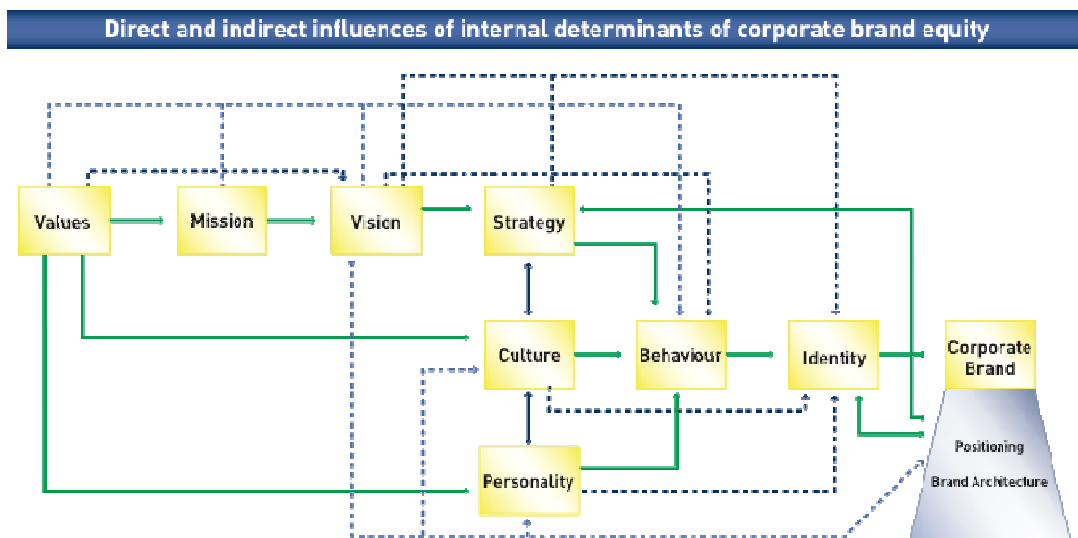 Direct and indirect influences of internal determinants of corporate brand equity
Values
Mission
Vision
Strategy
Culture
Behaviour
Identity
Corporate
Brand
Personality
Positioning
Brand Architecture